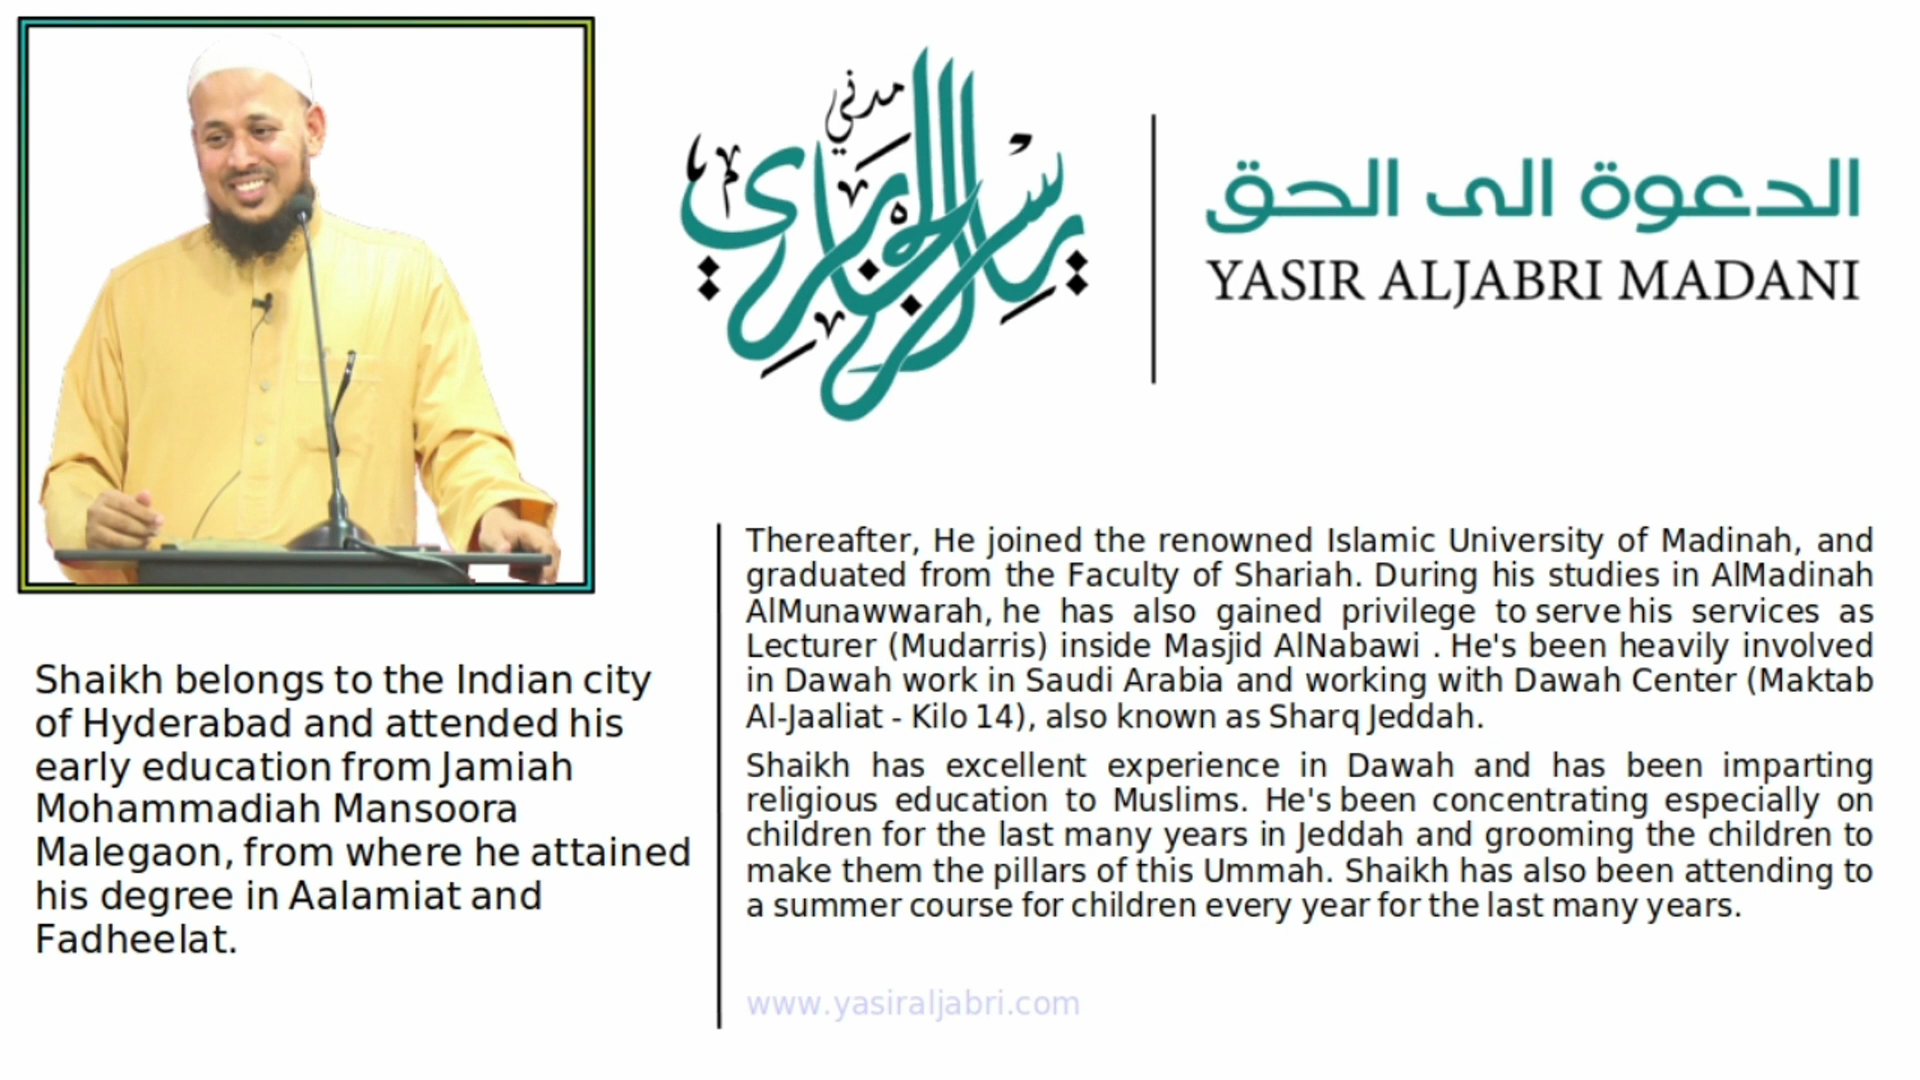 ياسر الجابري مدني
الدعوة الى الحق
YASIR ALJABRI MADANI
Shaikh belongs to the Indian city
of Hyderabad and attended his
early education from Jamiah
Mohammadiah Mansoora
Malegaon, from where he attained
his degree in Aalamiat and
Fadheelat.
Thereafter, He joined the renowned Islamic University of Madinah, and
graduated from the Faculty of Shariah. During his studies in AlMadinah
AlMunawwarah, he has also gained privilege to serve his services as
Lecturer (Mudarris) inside Masjid AlNabawi . He's been heavily involved
in Dawah work in Saudi Arabia and working with Dawah Center (Maktab
Al-Jaaliat - Kilo 14), also known as Sharq Jeddah.
Shaikh has excellent experience in Dawah and has been imparting
religious education to Muslims. He's been concentrating especially on
children for the last many years in Jeddah and grooming the children to
make them the pillars of this Ummah. Shaikh has also been attending to
a summer course for children every year for the last many years.
www.yasiraljabri.com